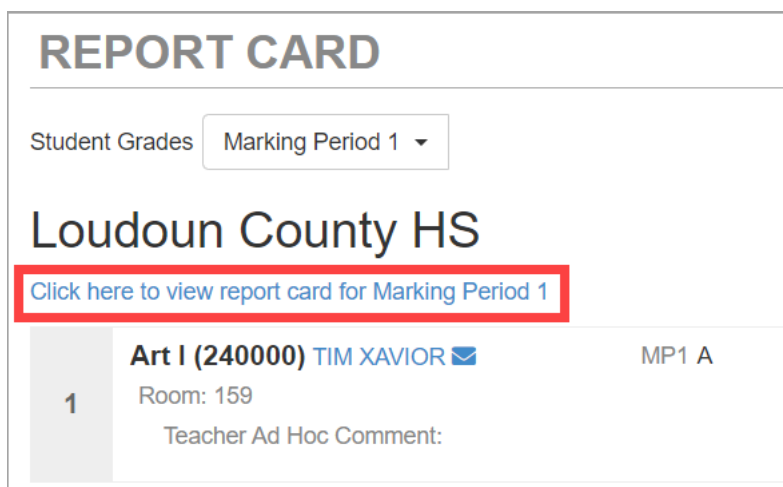 REPORT CARD
Student Grades Marking Period 1
Loudoun County HS
Click here to view report card for Marking Period 1
Art I (240000) TIM XAVIOR MP1 A
1 Room: 159
Teacher Ad Hoc Comment: